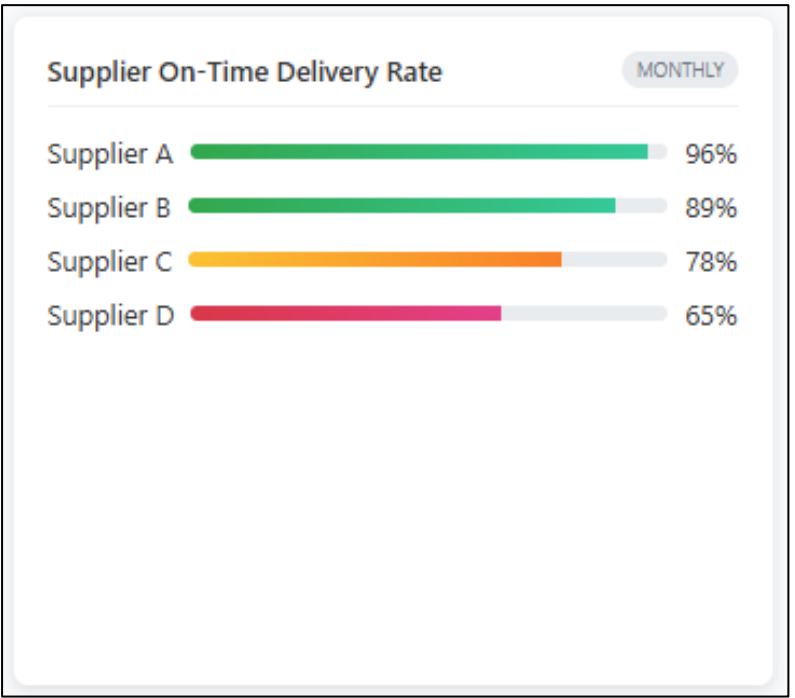 Supplier On-Time Delivery Rate MONTHLY
Supplier A 96%
Supplier B 89%
Supplier C 78%
Supplier D 65%